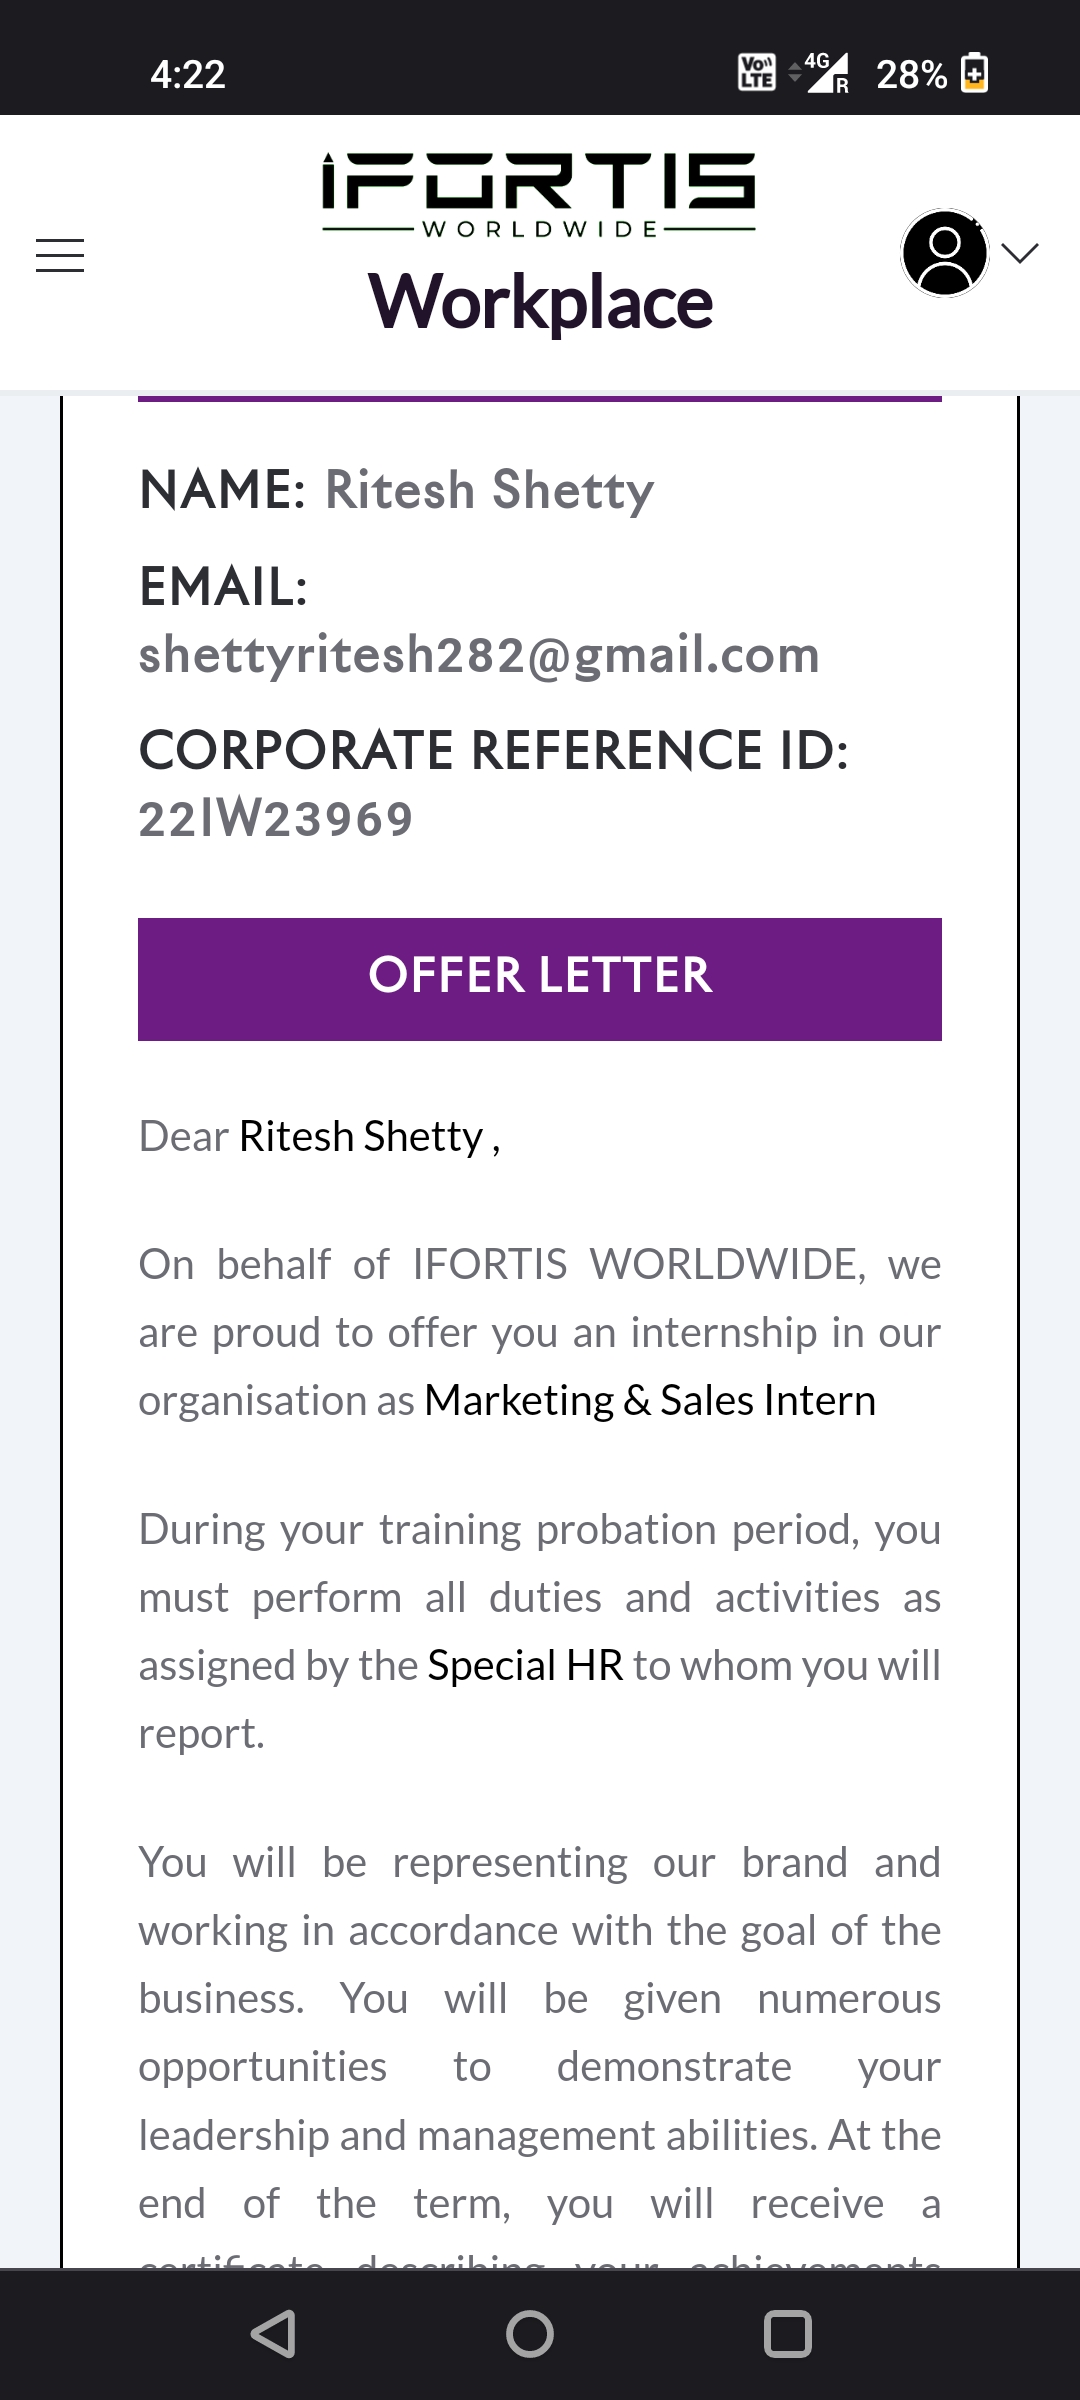 4:22
Vo)) LTE 4G R 28%
IFORTIS
WORLDWIDE
Workplace
NAME: Ritesh Shetty
EMAIL:
shettyritesh282@gmail.com
CORPORATE REFERENCE ID:
22IW23969
OFFER LETTER
Dear Ritesh Shetty ,
On behalf of IFORTIS WORLDWIDE, we
are proud to offer you an internship in our
organisation as Marketing & Sales Intern
During your training probation period, you
must perform all duties and activities as
assigned by the Special HR to whom you will
report.
You will be representing our brand and
working in accordance with the goal of the
business. You will be given numerous
opportunities to demonstrate your
leadership and management abilities. At the
end of the term, you will receive a
certificate describing your achievements